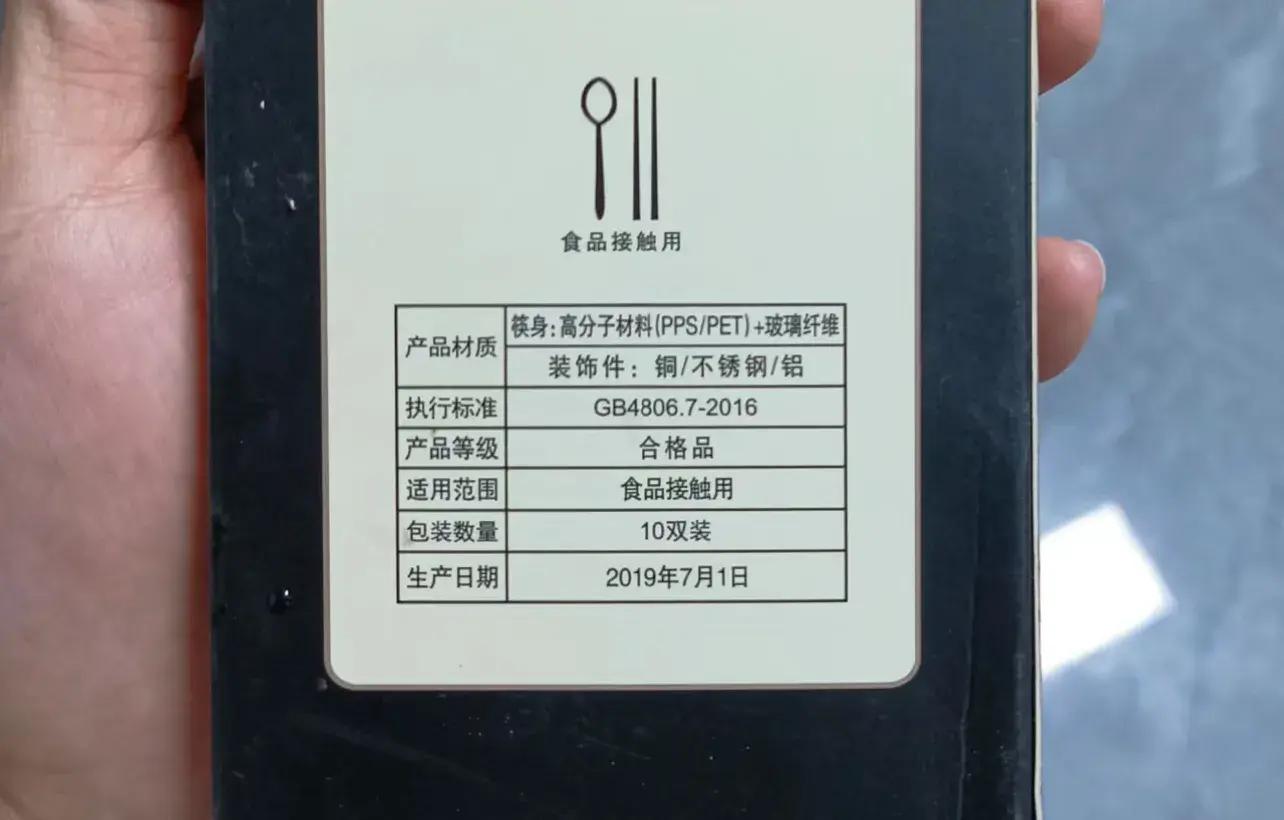 食品接触用
产品材质
筷身:高分子材料(PPS/PET)+玻璃纤维
装饰件：铜/不锈钢/铝
执行标准 GB4806.7-2016
产品等级 合格品
适用范围 食品接触用
包装数量 10双装
生产日期 2019年7月1日